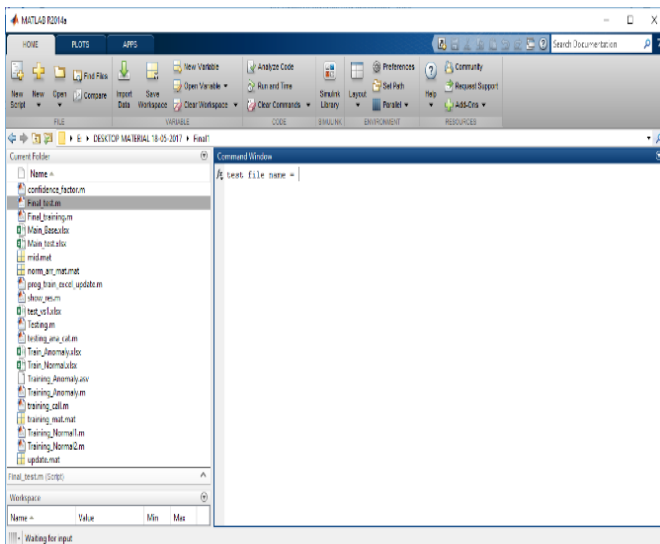 MATLAB R2014a
HOME PLOTS APPS
Search Documentation
New Script
New
Open
Find Files
Compare
Import Data
Save Workspace
New Variable
Open Variable
Clear Workspace
Analyze Code
Run and Time
Clear Commands
Simulink Library
Layout
Preferences
Set Path
Parallel
Help
Community
Request Support
Add-Ons
FILE VARIABLE CODE SIMULINK ENVIRONMENT RESOURCES
E: DESKTOP MATERIAL 18-05-2017 Final1
Current Folder
Name
confidence_factor.m
Final_test.m
Final_training.m
Main_Base.xlsx
Main_test.xlsx
mid.mat
norm_arr_mat.mat
prog_train_excel_update.m
show_res.m
test_vs1.xlsx
Testing.m
testing_ana_cat.m
Train_Anomaly.xlsx
Train_Normal.xlsx
Training_Anomaly.asv
Training_Anomaly.m
training_call.m
training_mat.mat
Training_Normal1.m
Training_Normal2.m
update.mat
Final_test.m (Script)
Workspace
Name Value Min Max
Waiting for input
Command Window
fx test file name =